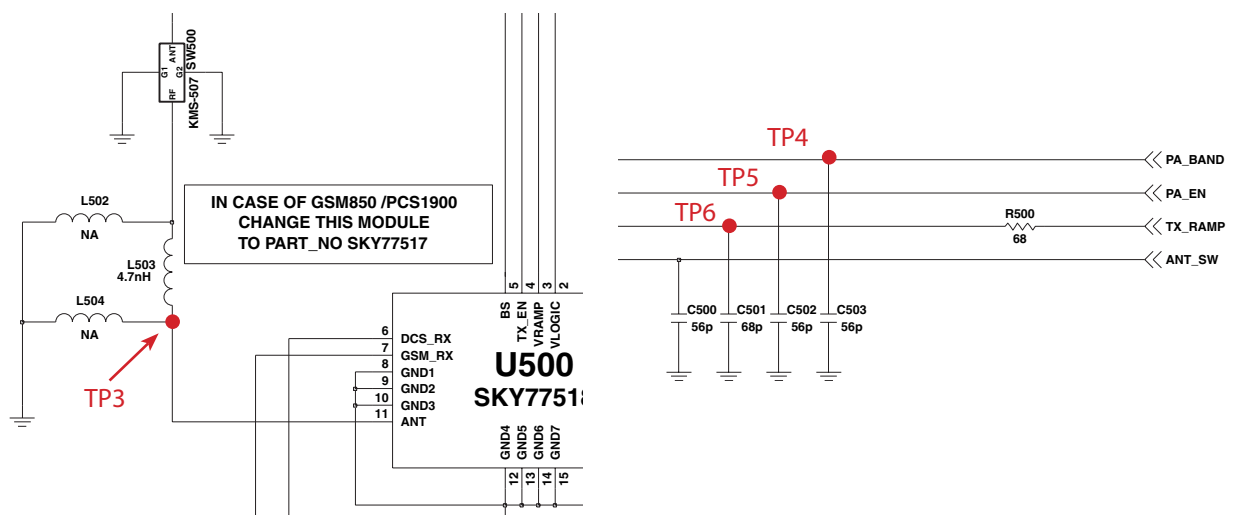 ANT
G1
G2
RF
SW500
KMS-507
L502
NA
IN CASE OF GSM850 /PCS1900
CHANGE THIS MODULE
TO PART_NO SKY77517
L503
4.7nH
L504
NA
TP3
5
4
3
2
BS
TX_EN
VRAMP
VLOGIC
6
DCS_RX
7
GSM_RX
8
GND1
9
GND2
10
GND3
11
ANT
U500
SKY77518
GND4
GND5
GND6
GND7
12
13
14
15
TP4
PA_BAND
TP5
PA_EN
TP6
R500
68
TX_RAMP
ANT_SW
C500
56p
C501
68p
C502
56p
C503
56p